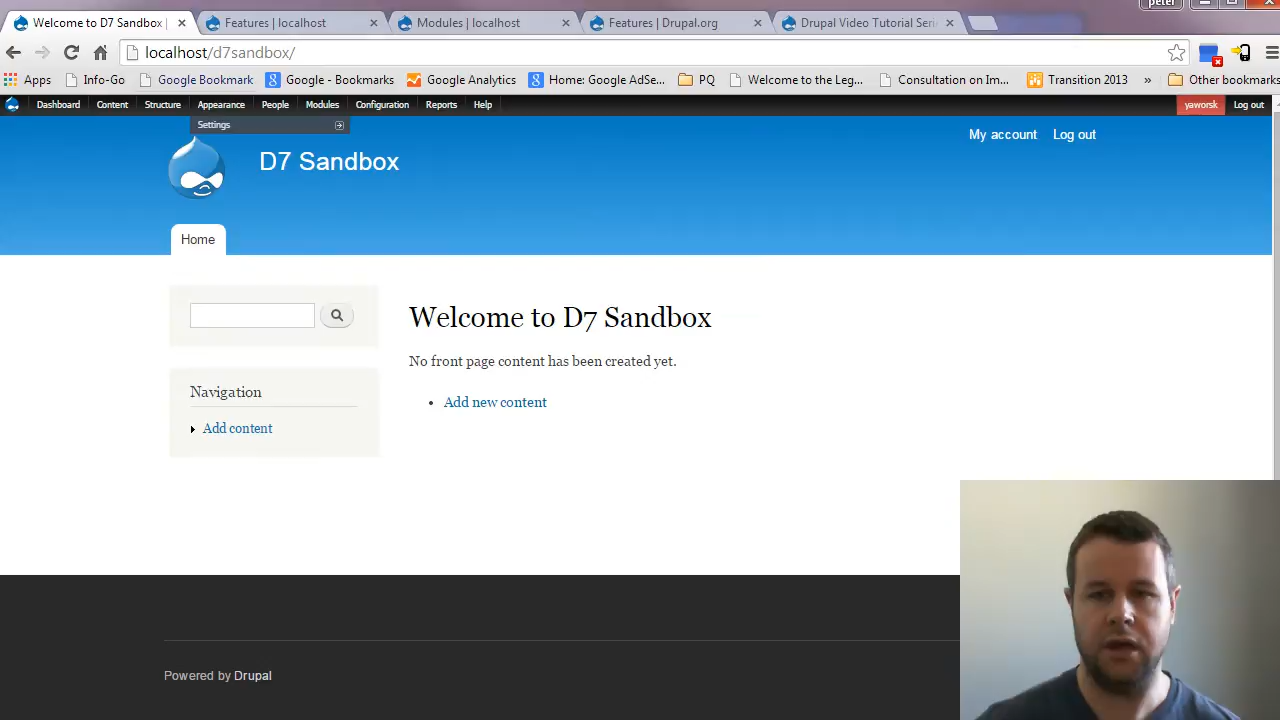 peter
Welcome to D7 Sandbox |
Features | localhost
Modules | localhost
Features | Drupal.org
Drupal Video Tutorial Serie
localhost/d7sandbox/
Apps
Info-Go
Google Bookmark
Google - Bookmarks
Google Analytics
Home: Google AdSe...
PQ
Welcome to the Leg...
Consultation on Im...
Transition 2013
»
Other bookmarks
Dashboard
Content
Structure
Appearance
People
Modules
Configuration
Reports
Help
yaworsk
Log out
Settings
My account
Log out
D7 Sandbox
Home
Welcome to D7 Sandbox
No front page content has been created yet.
Add new content
Navigation
Add content
Powered by Drupal